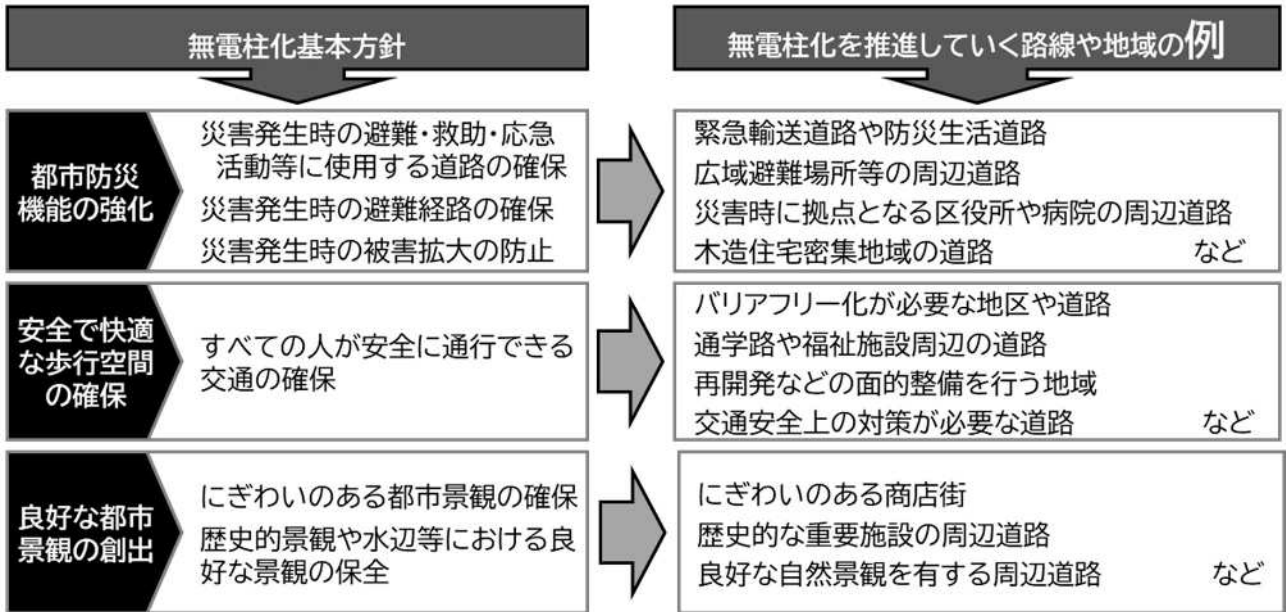 無電柱化基本方針
無電柱化を推進していく路線や地域の例
都市防災
機能の強化
災害発生時の避難・救助・応急
活動等に使用する道路の確保
災害発生時の避難経路の確保
災害発生時の被害拡大の防止
緊急輸送道路や防災生活道路
広域避難場所等の周辺道路
災害時に拠点となる区役所や病院の周辺道路
木造住宅密集地域の道路 など
安全で快適
な歩行空間
の確保
すべての人が安全に通行できる
交通の確保
バリアフリー化が必要な地区や道路
通学路や福祉施設周辺の道路
再開発などの面的整備を行う地域
交通安全上の対策が必要な道路 など
良好な都市
景観の創出
にぎわいのある都市景観の確保
歴史的景観や水辺等における良
好な景観の保全
にぎわいのある商店街
歴史的な重要施設の周辺道路
良好な自然景観を有する周辺道路 など